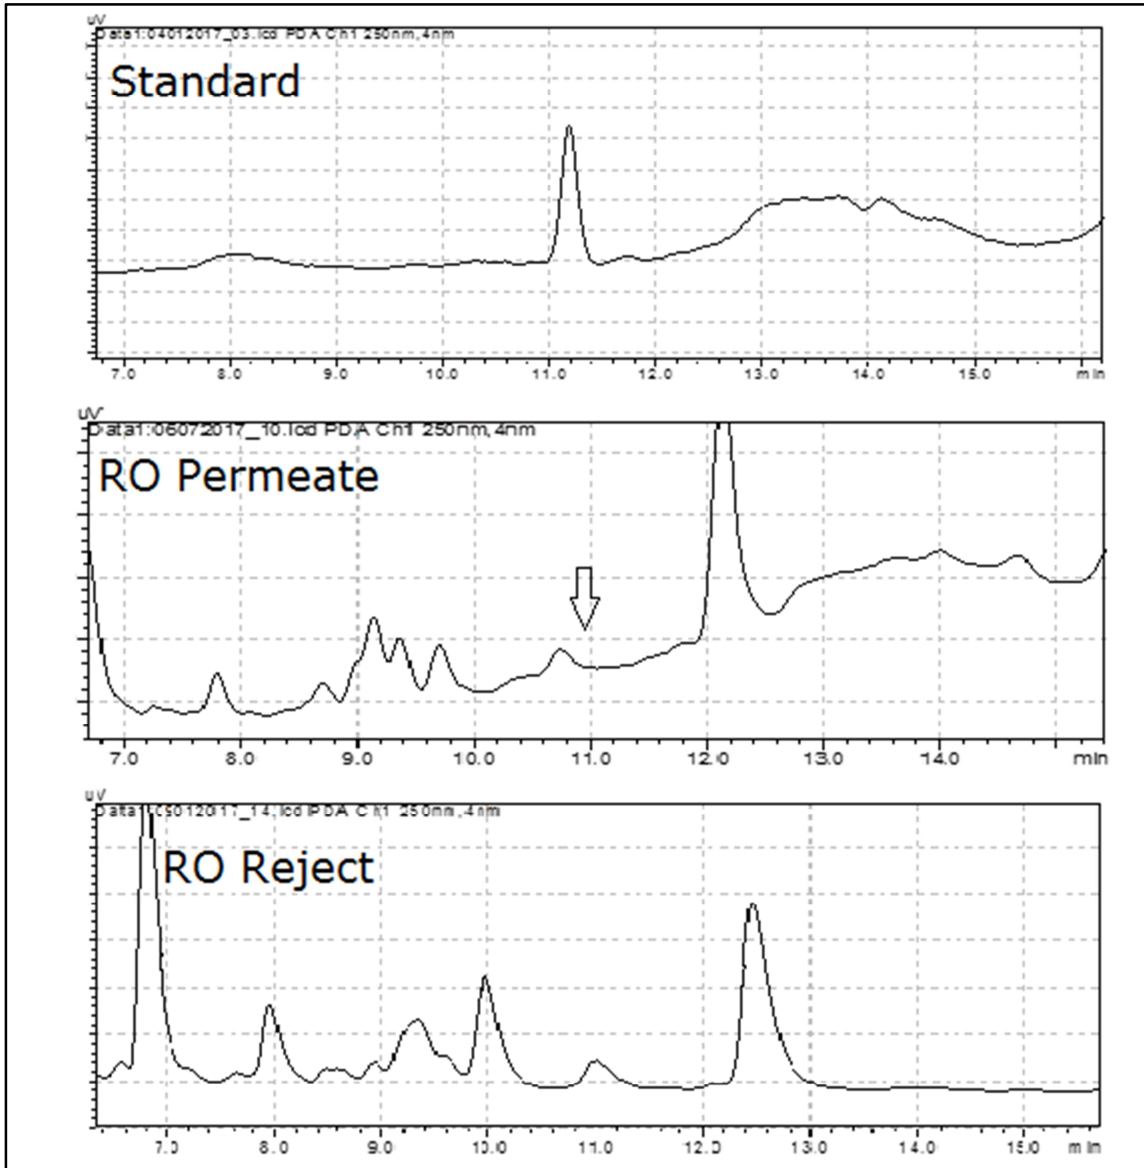 uV
Data1:04012017_03.lcd PDA Ch1 250nm,4nm
Standard
7.0 8.0 9.0 10.0 11.0 12.0 13.0 14.0 15.0 min
uV
Data1:06072017_10.lcd PDA Ch1 250nm,4nm
RO Permeate
7.0 8.0 9.0 10.0 11.0 12.0 13.0 14.0 min
uV
Data1:09012017_14.lcd PDA Ch1 250nm,4nm
RO Reject
7.0 8.0 9.0 10.0 11.0 12.0 13.0 14.0 15.0 min